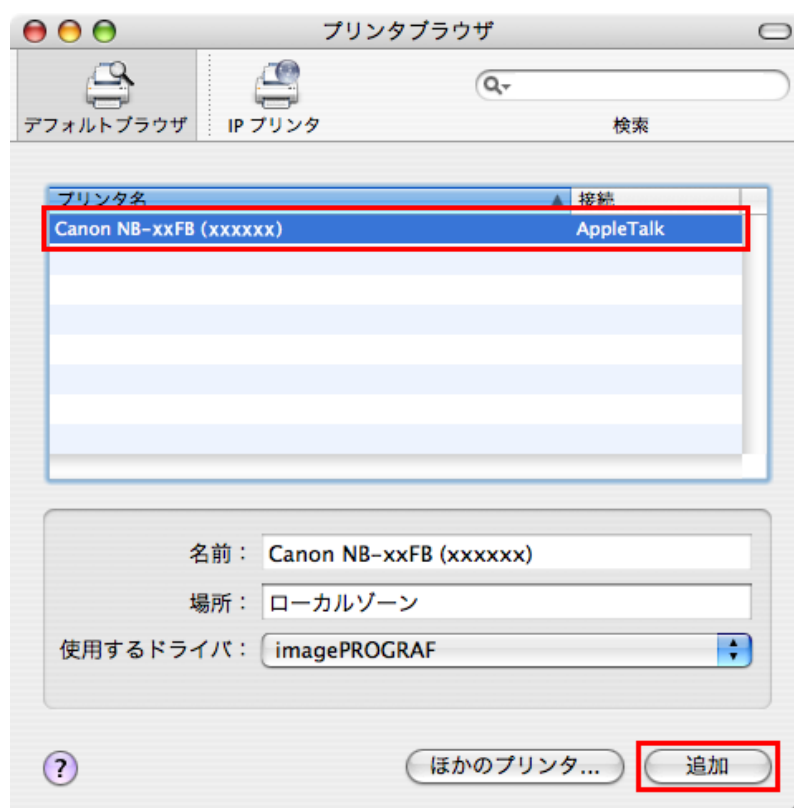 プリンタブラウザ
デフォルトブラウザ
IP プリンタ
検索
プリンタ名 接続
Canon NB-xxFB (xxxxxx) AppleTalk
名前： Canon NB-xxFB (xxxxxx)
場所： ローカルゾーン
使用するドライバ： imagePROGRAF
? ほかのプリンタ... 追加